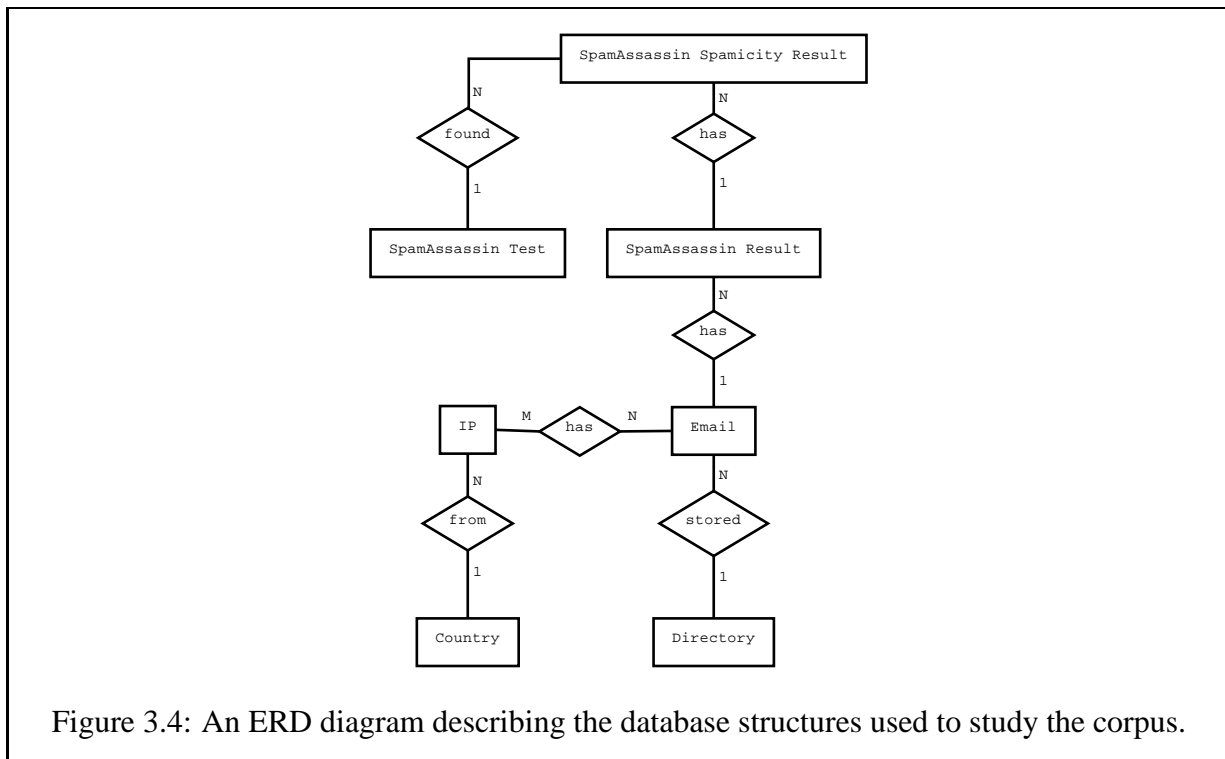 SpamAssassin Spamicity Result
N
N
found
has
1
1
SpamAssassin Test
SpamAssassin Result
N
has
1
IP
M
has
N
Email
N
N
from
stored
1
1
Country
Directory
Figure 3.4: An ERD diagram describing the database structures used to study the corpus.